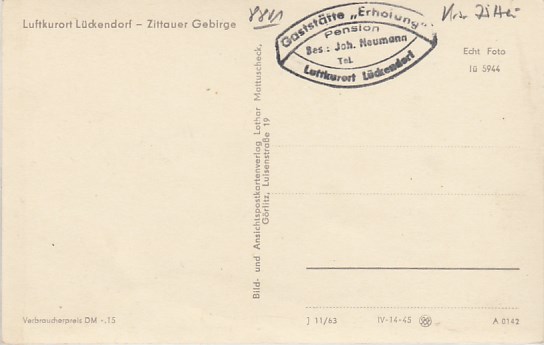 Luftkurort Lückendorf – Zittauer Gebirge
Gaststätte „Erholung"
Pension
Bes.: Joh. Neumann
Tel.
Luftkurort Lückendorf
Echt Foto
IB 5944
Bild- und Ansichtspostkartenverlag Lothar Mattuscheck,
Görlitz, Luisenstraße 19
Verbraucherpreis DM -.15
J 11/63 IV-14-45 A 0142